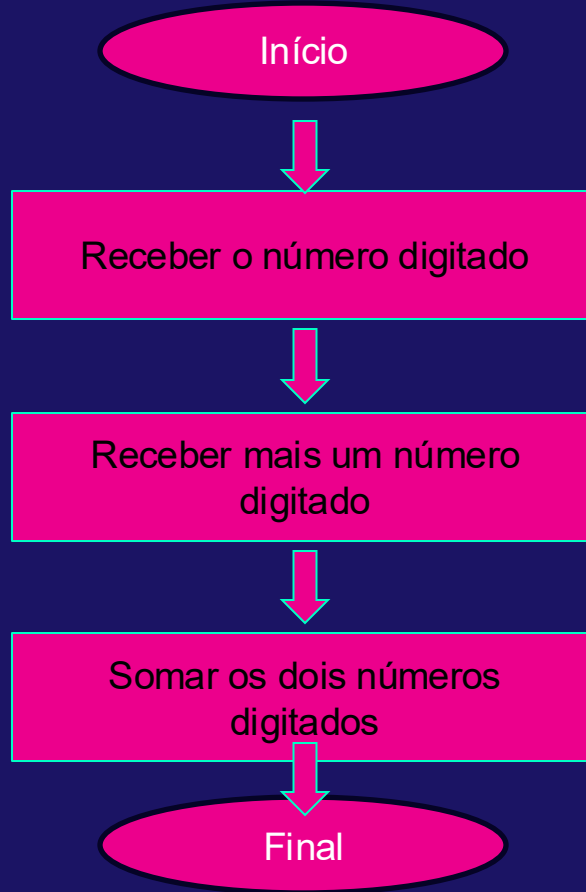 Início
Receber o número digitado
Receber mais um número
digitado
Somar os dois números
digitados
Final